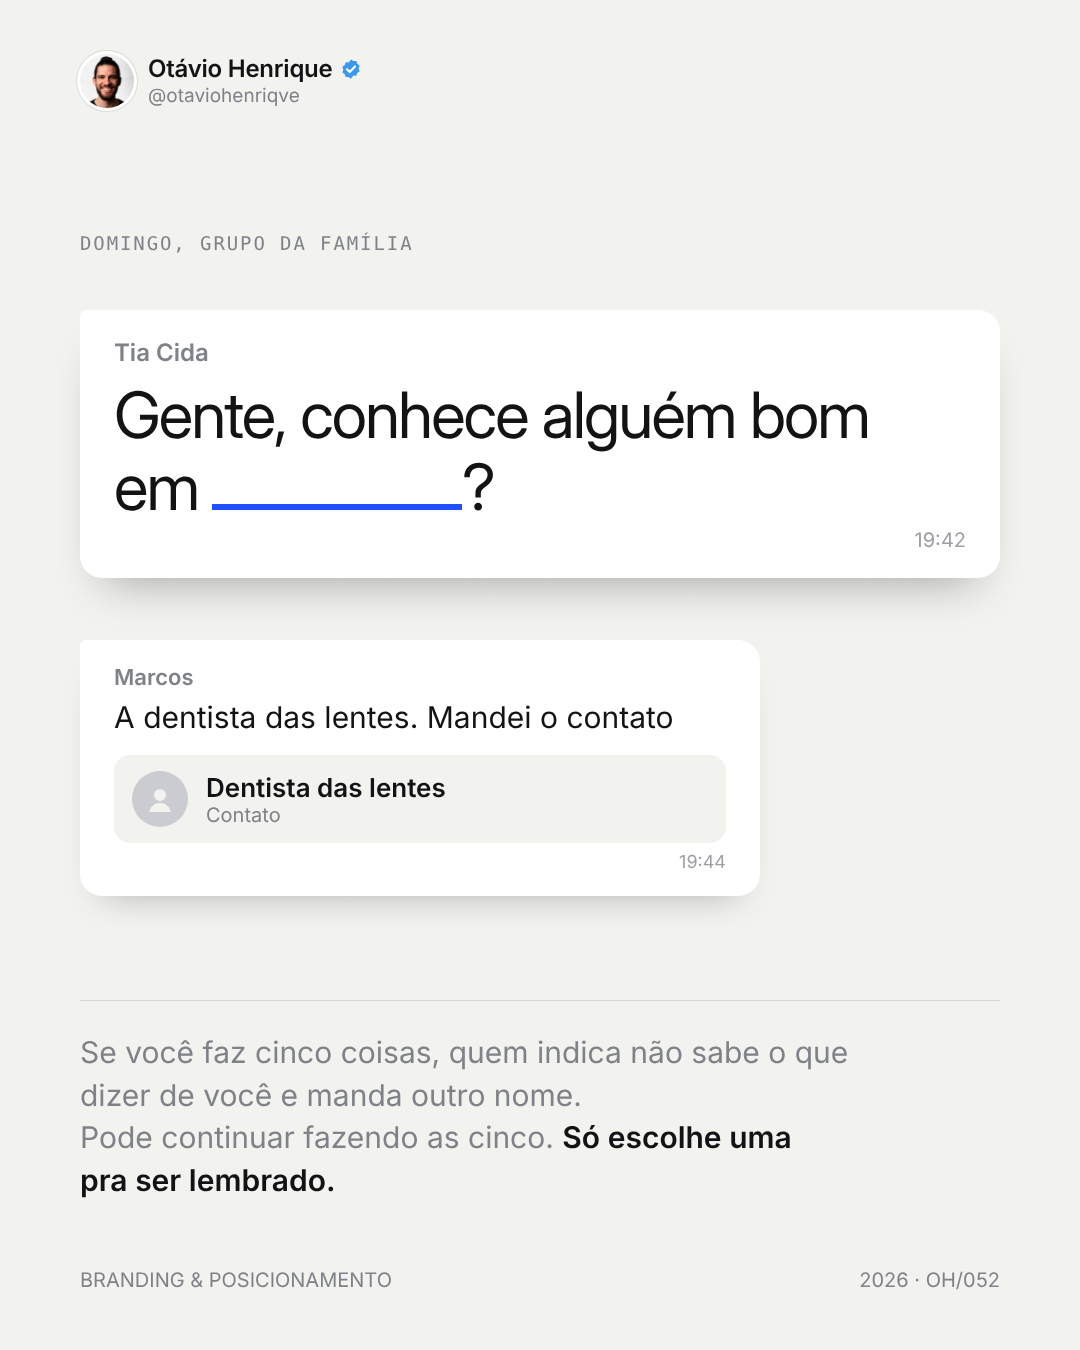 Otávio Henrique
@otaviohenriqve
DOMINGO, GRUPO DA FAMÍLIA
Tia Cida
Gente, conhece alguém bom
em ________?
19:42
Marcos
A dentista das lentes. Mandei o contato
Dentista das lentes
Contato
19:44
Se você faz cinco coisas, quem indica não sabe o que
dizer de você e manda outro nome.
Pode continuar fazendo as cinco. Só escolhe uma
pra ser lembrado.
BRANDING & POSICIONAMENTO
2026 · OH/052